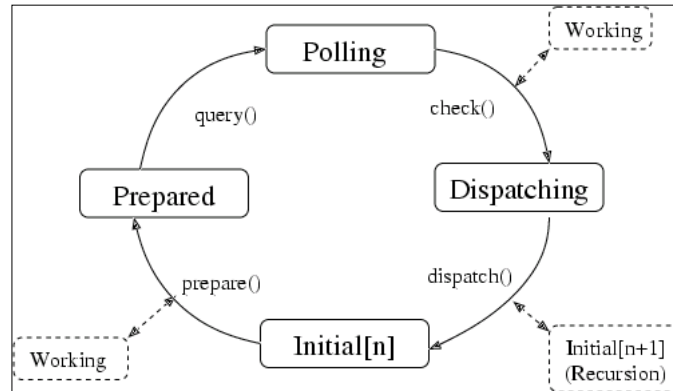 Polling
Working
query()
check()
Prepared
Dispatching
prepare()
dispatch()
Working
Initial[n]
Initial[n+1]
(Recursion)